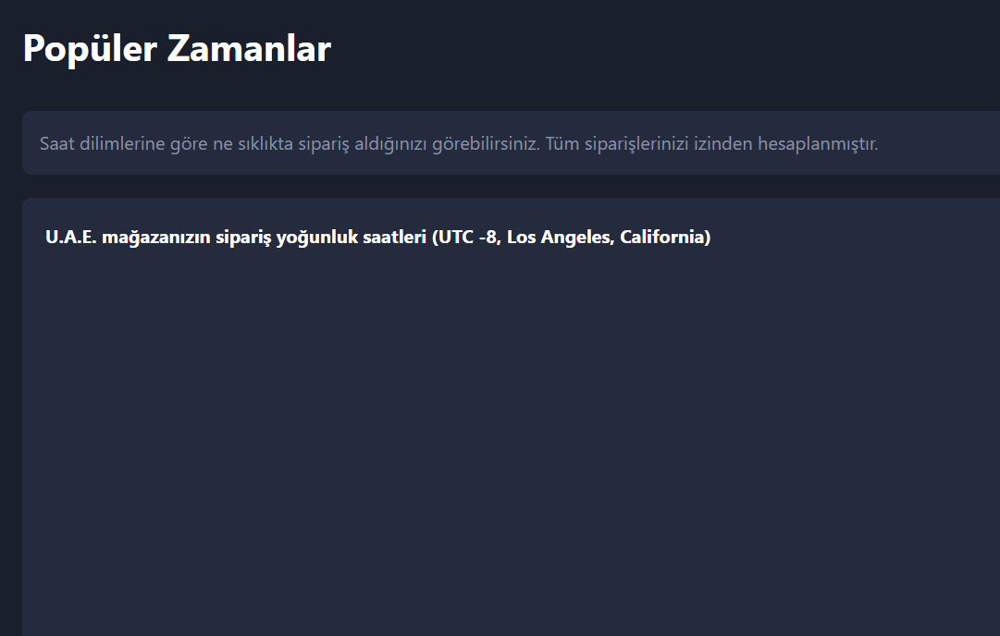 Popüler Zamanlar
Saat dilimlerine göre ne sıklıkta sipariş aldığınızı görebilirsiniz. Tüm siparişlerinizi izinden hesaplanmıştır.
U.A.E. mağazanızın sipariş yoğunluk saatleri (UTC -8, Los Angeles, California)